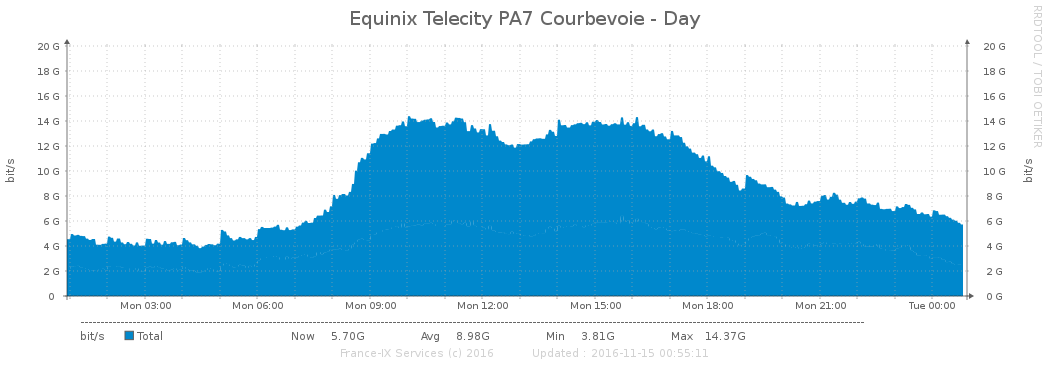 Equinix Telecity PA7 Courbevoie - Day
RRDTOOL / TOBI OETIKER
20 G 20 G
18 G 18 G
16 G 16 G
14 G 14 G
12 G 12 G
10 G 10 G
8 G 8 G
6 G 6 G
4 G 4 G
2 G 2 G
0 0 G
bit/s bit/s
Mon 03:00 Mon 06:00 Mon 09:00 Mon 12:00 Mon 15:00 Mon 18:00 Mon 21:00 Tue 00:00
bit/s Total Now 5.70G Avg 8.98G Min 3.81G Max 14.37G
France-IX Services (c) 2016 Updated : 2016-11-15 00:55:11